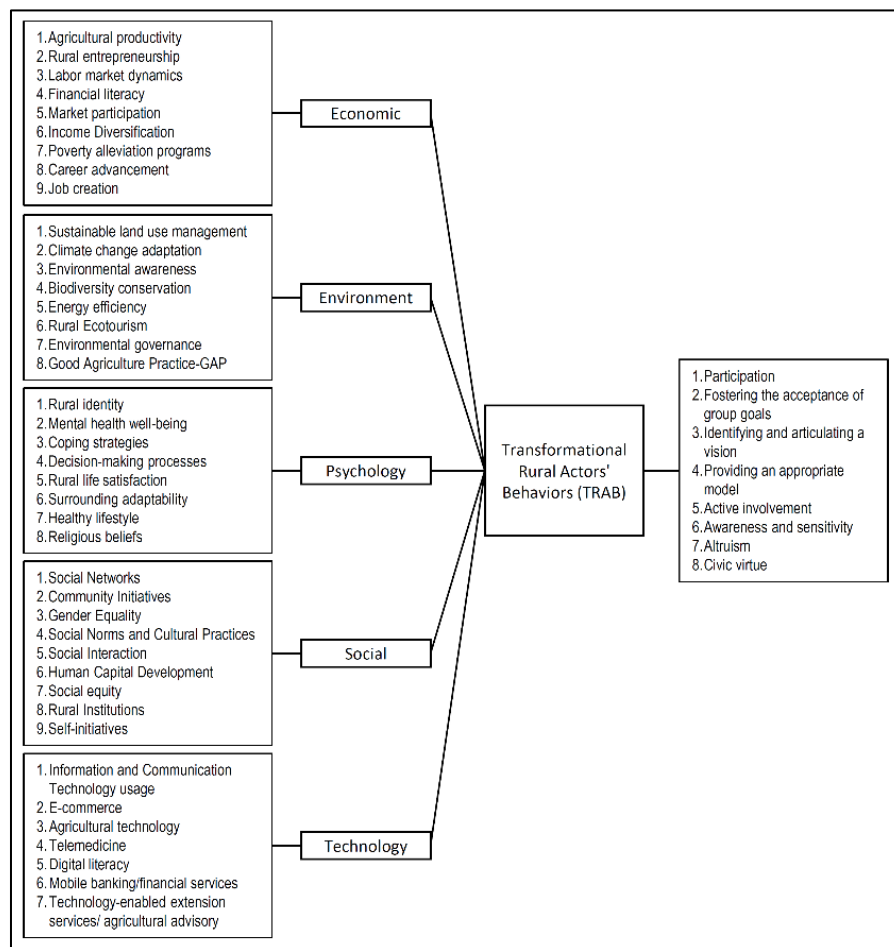 1. Agricultural productivity
2. Rural entrepreneurship
3. Labor market dynamics
4. Financial literacy
5. Market participation
6. Income Diversification
7. Poverty alleviation programs
8. Career advancement
9. Job creation
Economic
1. Sustainable land use management
2. Climate change adaptation
3. Environmental awareness
4. Biodiversity conservation
5. Energy efficiency
6. Rural Ecotourism
7. Environmental governance
8. Good Agriculture Practice-GAP
Environment
1. Rural identity
2. Mental health well-being
3. Coping strategies
4. Decision-making processes
5. Rural life satisfaction
6. Surrounding adaptability
7. Healthy lifestyle
8. Religious beliefs
Psychology
1. Social Networks
2. Community Initiatives
3. Gender Equality
4. Social Norms and Cultural Practices
5. Social Interaction
6. Human Capital Development
7. Social equity
8. Rural Institutions
9. Self-initiatives
Social
1. Information and Communication
Technology usage
2. E-commerce
3. Agricultural technology
4. Telemedicine
5. Digital literacy
6. Mobile banking/financial services
7. Technology-enabled extension
services/ agricultural advisory
Technology
Transformational
Rural Actors'
Behaviors (TRAB)
1. Participation
2. Fostering the acceptance of
group goals
3. Identifying and articulating a
vision
4. Providing an appropriate
model
5. Active involvement
6. Awareness and sensitivity
7. Altruism
8. Civic virtue